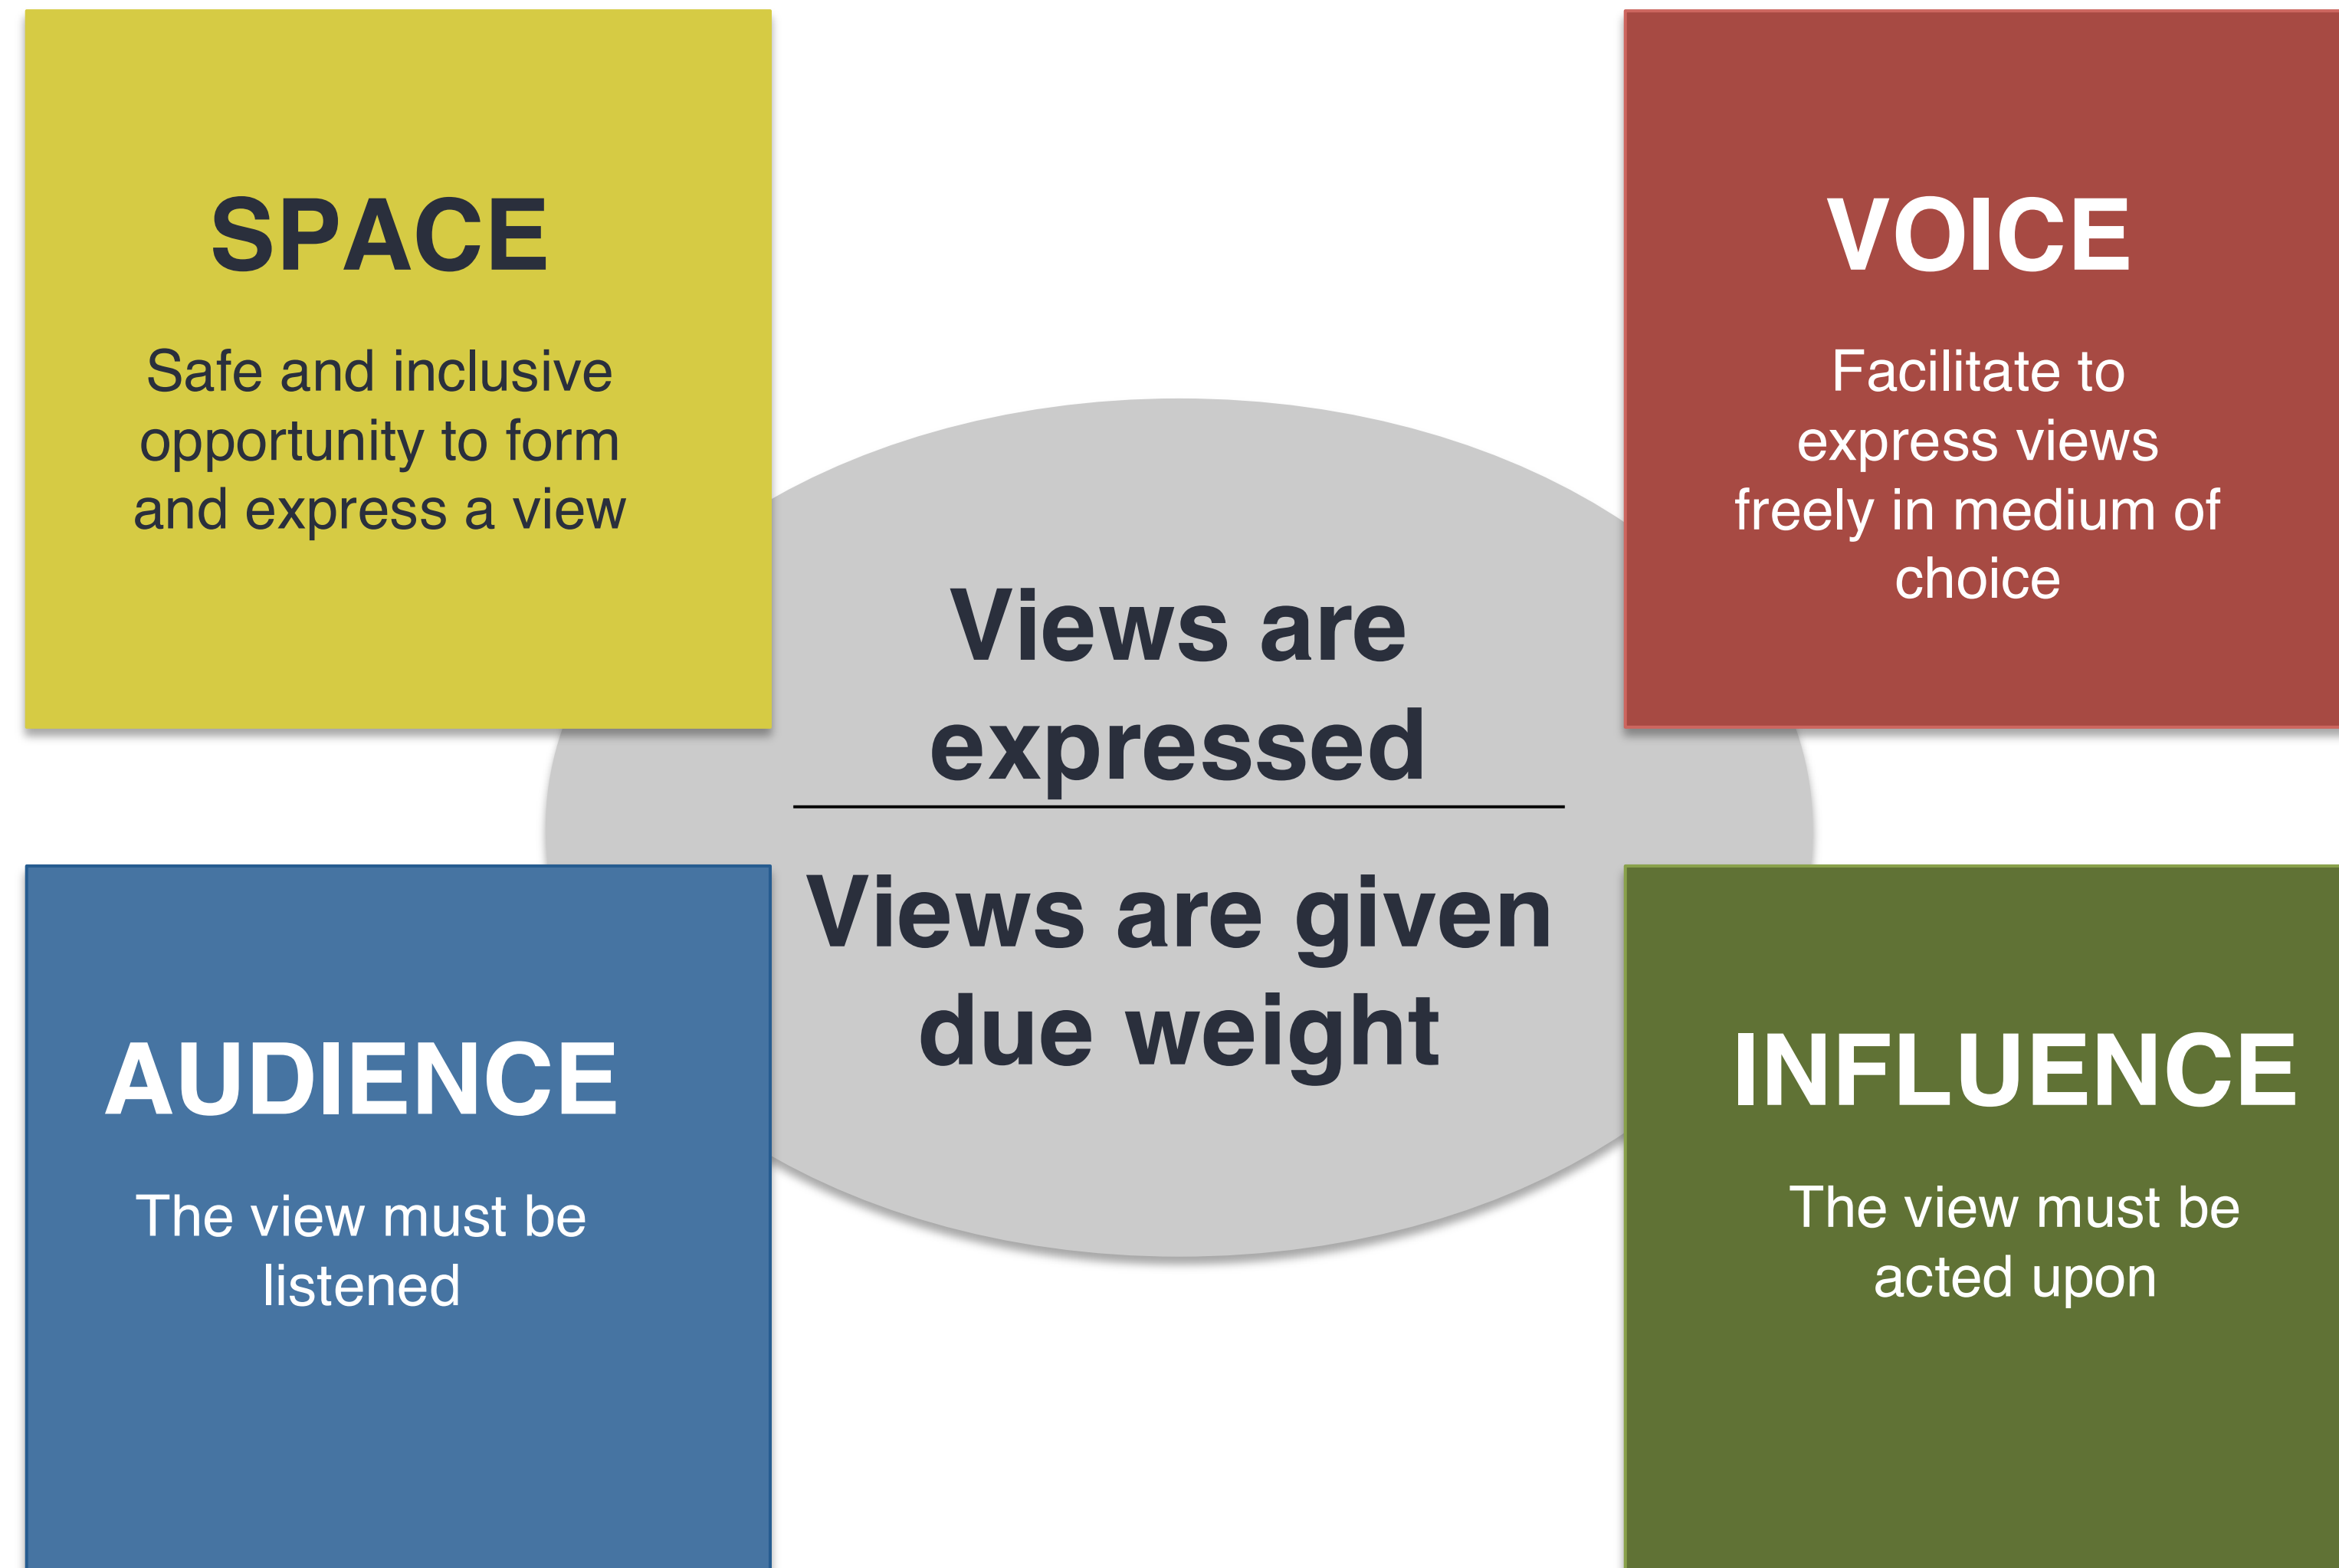 SPACE
Safe and inclusive
opportunity to form
and express a view
VOICE
Facilitate to
express views
freely in medium of
choice
Views are
expressed
Views are given
due weight
AUDIENCE
The view must be
listened
INFLUENCE
The view must be
acted upon